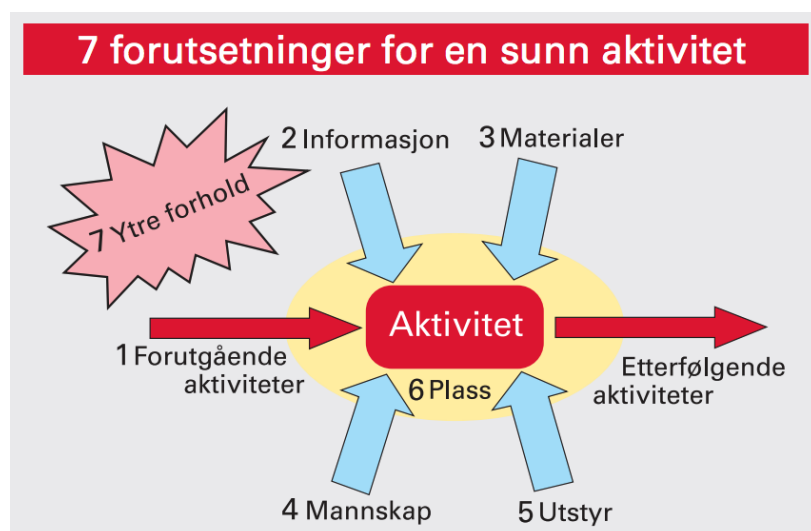 7 forutsetninger for en sunn aktivitet
2 Informasjon
3 Materialer
7 Ytre forhold
Aktivitet
1 Forutgående
aktiviteter
6 Plass
Etterfølgende
aktiviteter
4 Mannskap
5 Utstyr